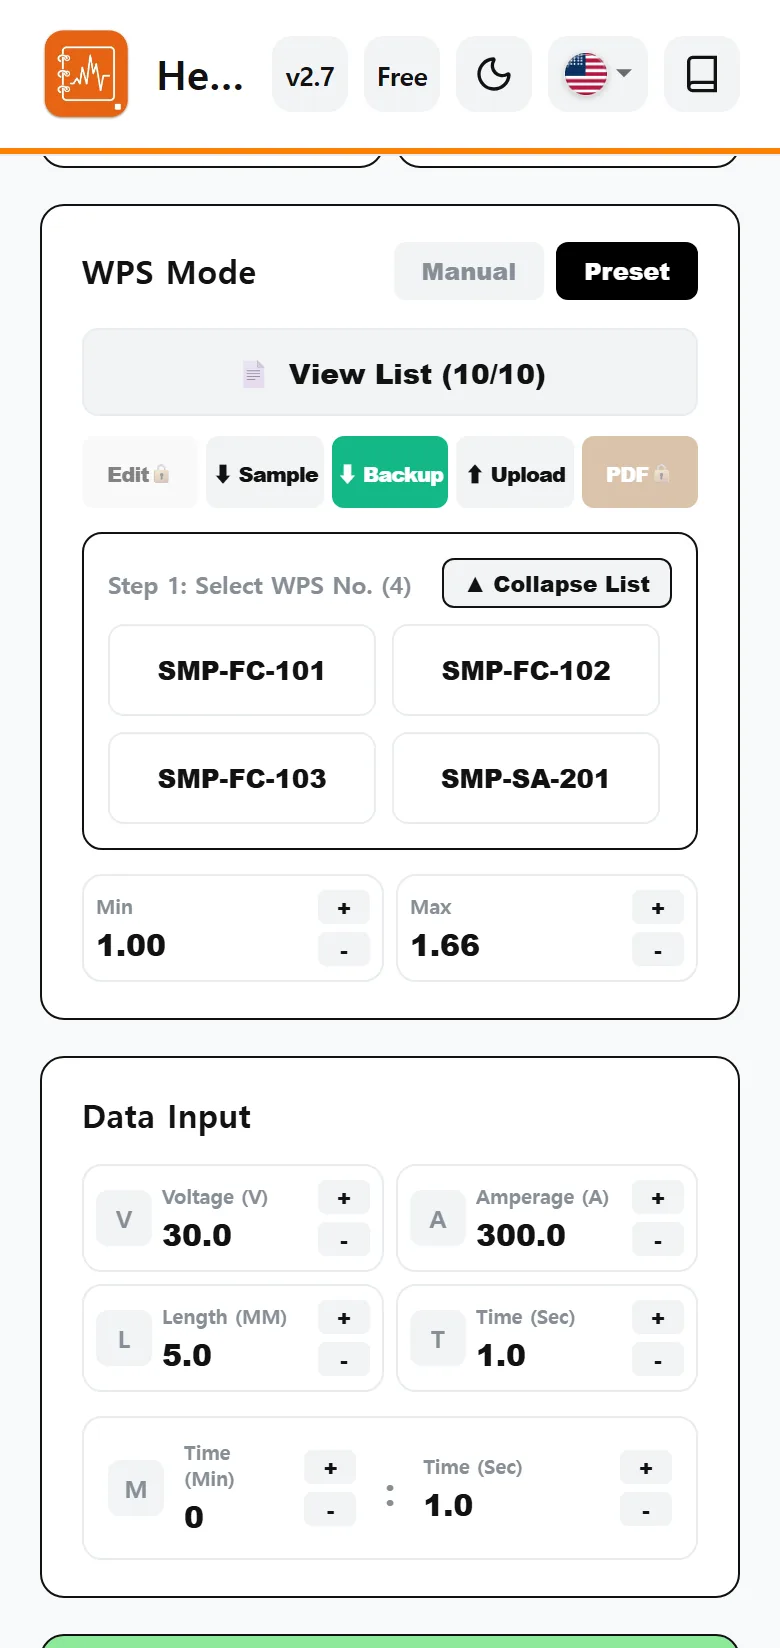 He...
v2.7
Free
WPS Mode
Manual
Preset
View List (10/10)
Edit
⬇ Sample
⬇ Backup
⬆ Upload
PDF
Step 1: Select WPS No. (4)
▲ Collapse List
SMP-FC-101
SMP-FC-102
SMP-FC-103
SMP-SA-201
Min
+
1.00
-
Max
+
1.66
-
Data Input
V
Voltage (V)
+
30.0
-
A
Amperage (A)
+
300.0
-
L
Length (MM)
+
5.0
-
T
Time (Sec)
+
1.0
-
M
Time
(Min)
+
0
-
:
Time (Sec)
+
1.0
-